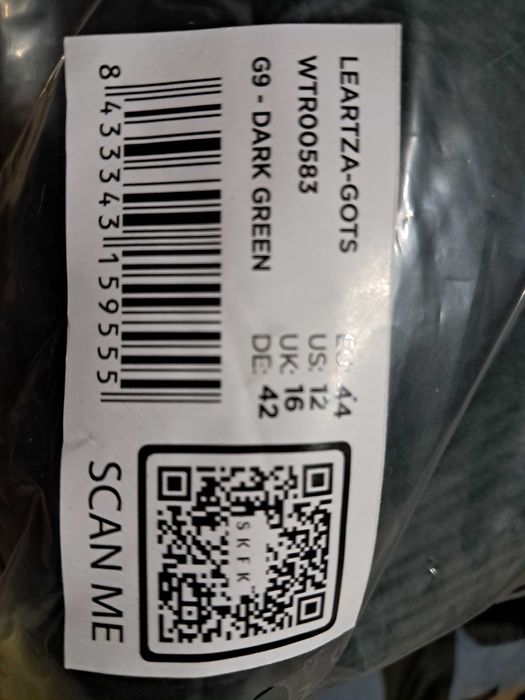 LEARTZA-GOTS
WTR00583
G9 - DARK GREEN
EU: 44
US: 12
UK: 16
DE: 42
8 433343 159555
SKFK
SCAN ME